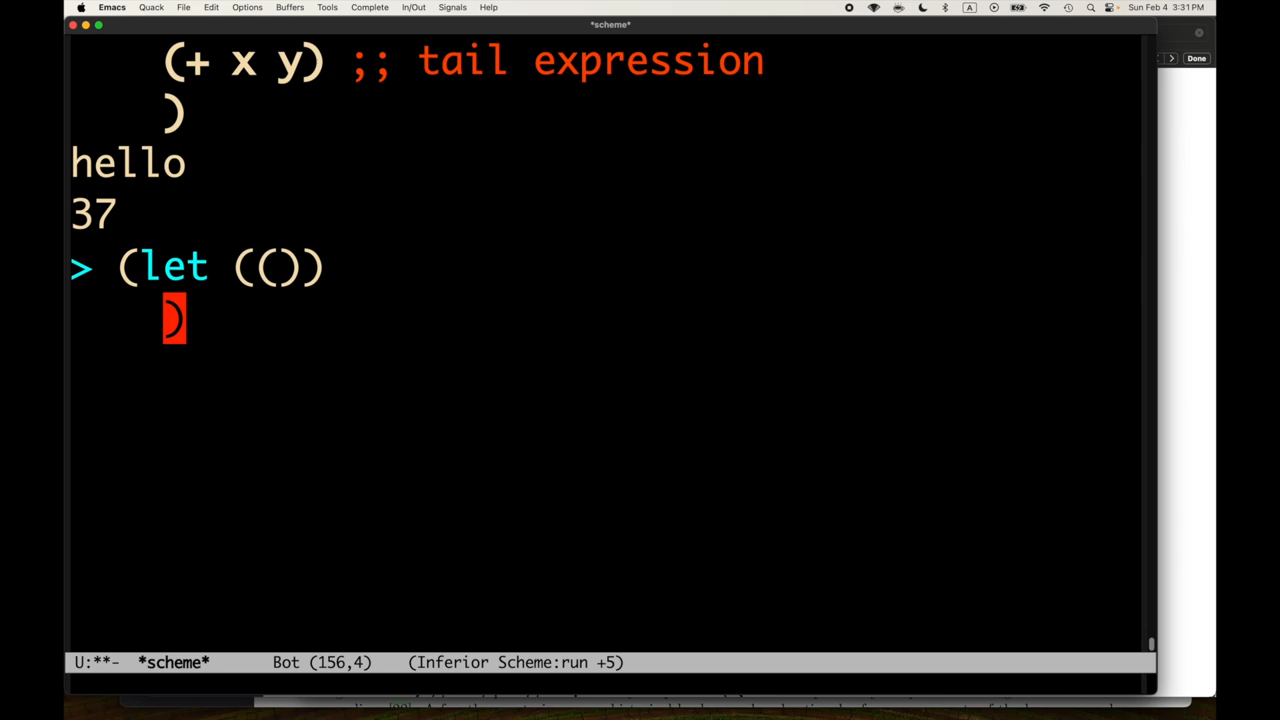 Emacs Quack File Edit Options Buffers Tools Complete In/Out Signals Help A Sun Feb 4 3:31 PM
*scheme*
Done
(+ x y) ;; tail expression
)
hello
37
> (let (())
)
U:**- *scheme* Bot (156,4) (Inferior Scheme:run +5)